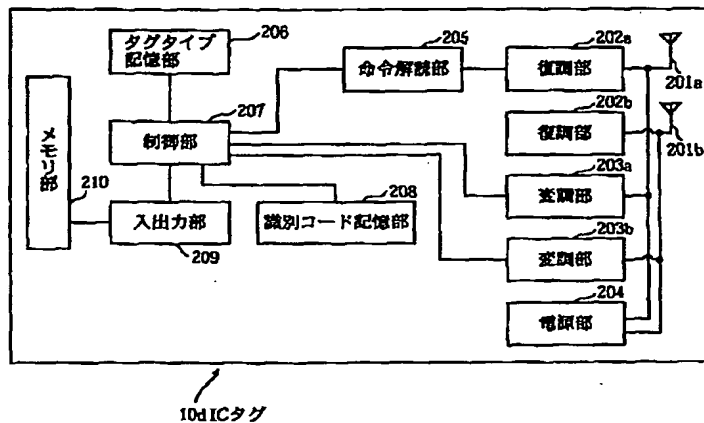 206
タグタイプ
記憶部
205
命令解読部
202a
復調部
201a
202b
復調部
201b
207
制御部
メモリ部
210
203a
変調部
208
識別コード記憶部
入出力部
209
203b
変調部
204
電源部
10d ICタグ